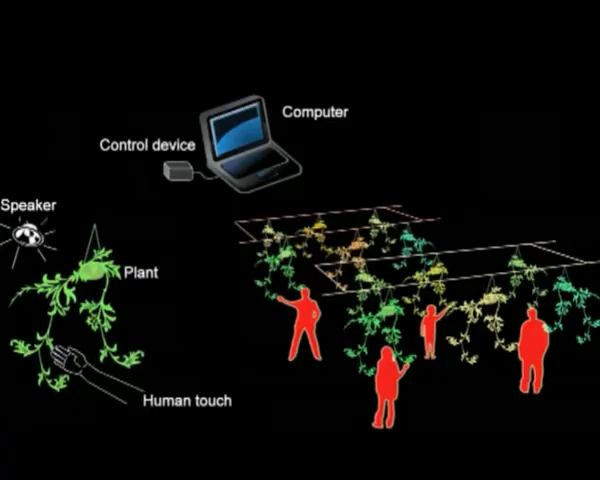 Computer
Control device
Speaker
Plant
Human touch